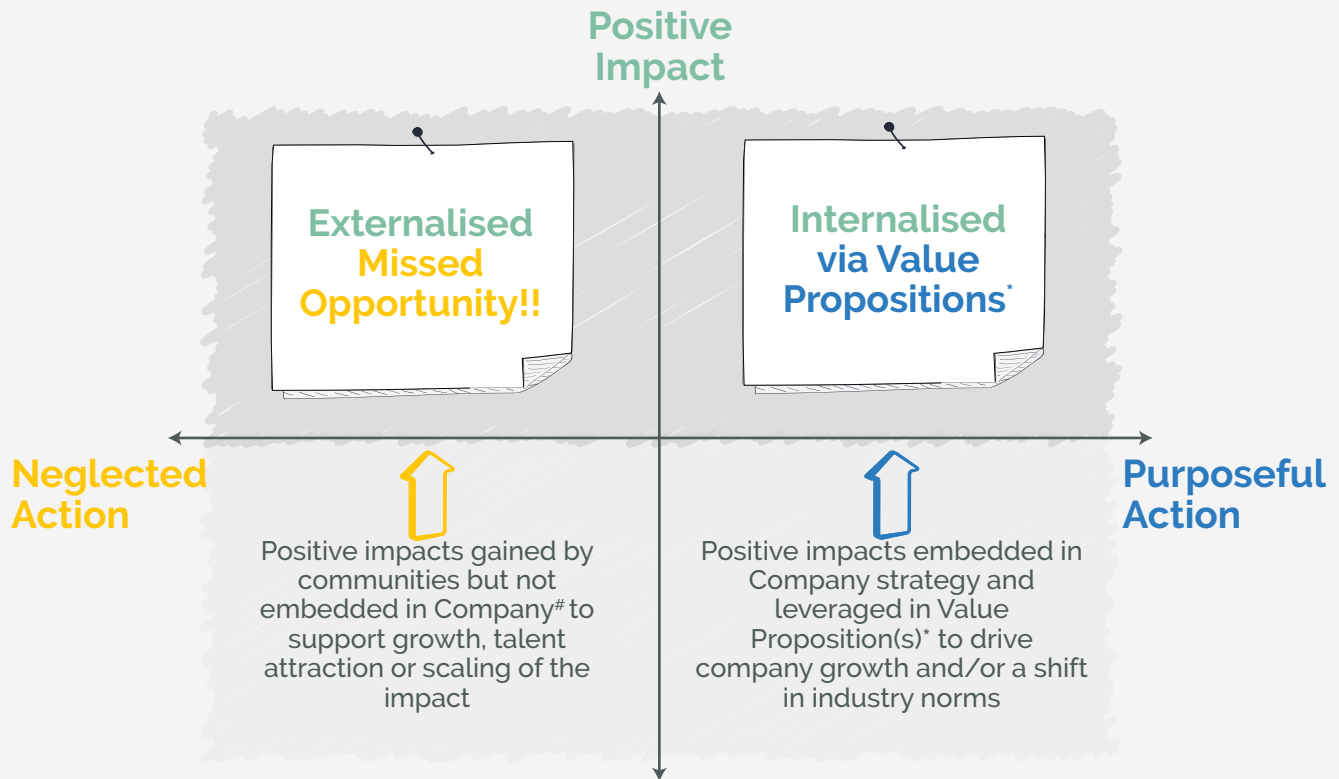 Positive
Impact
Externalised
Missed
Opportunity!!
Internalised
via Value
Propositions*
Neglected
Action
Purposeful
Action
Positive impacts gained by
communities but not
embedded in Company# to
support growth, talent
attraction or scaling of the
impact
Positive impacts embedded in
Company strategy and
leveraged in Value
Proposition(s)* to drive
company growth and/or a shift
in industry norms